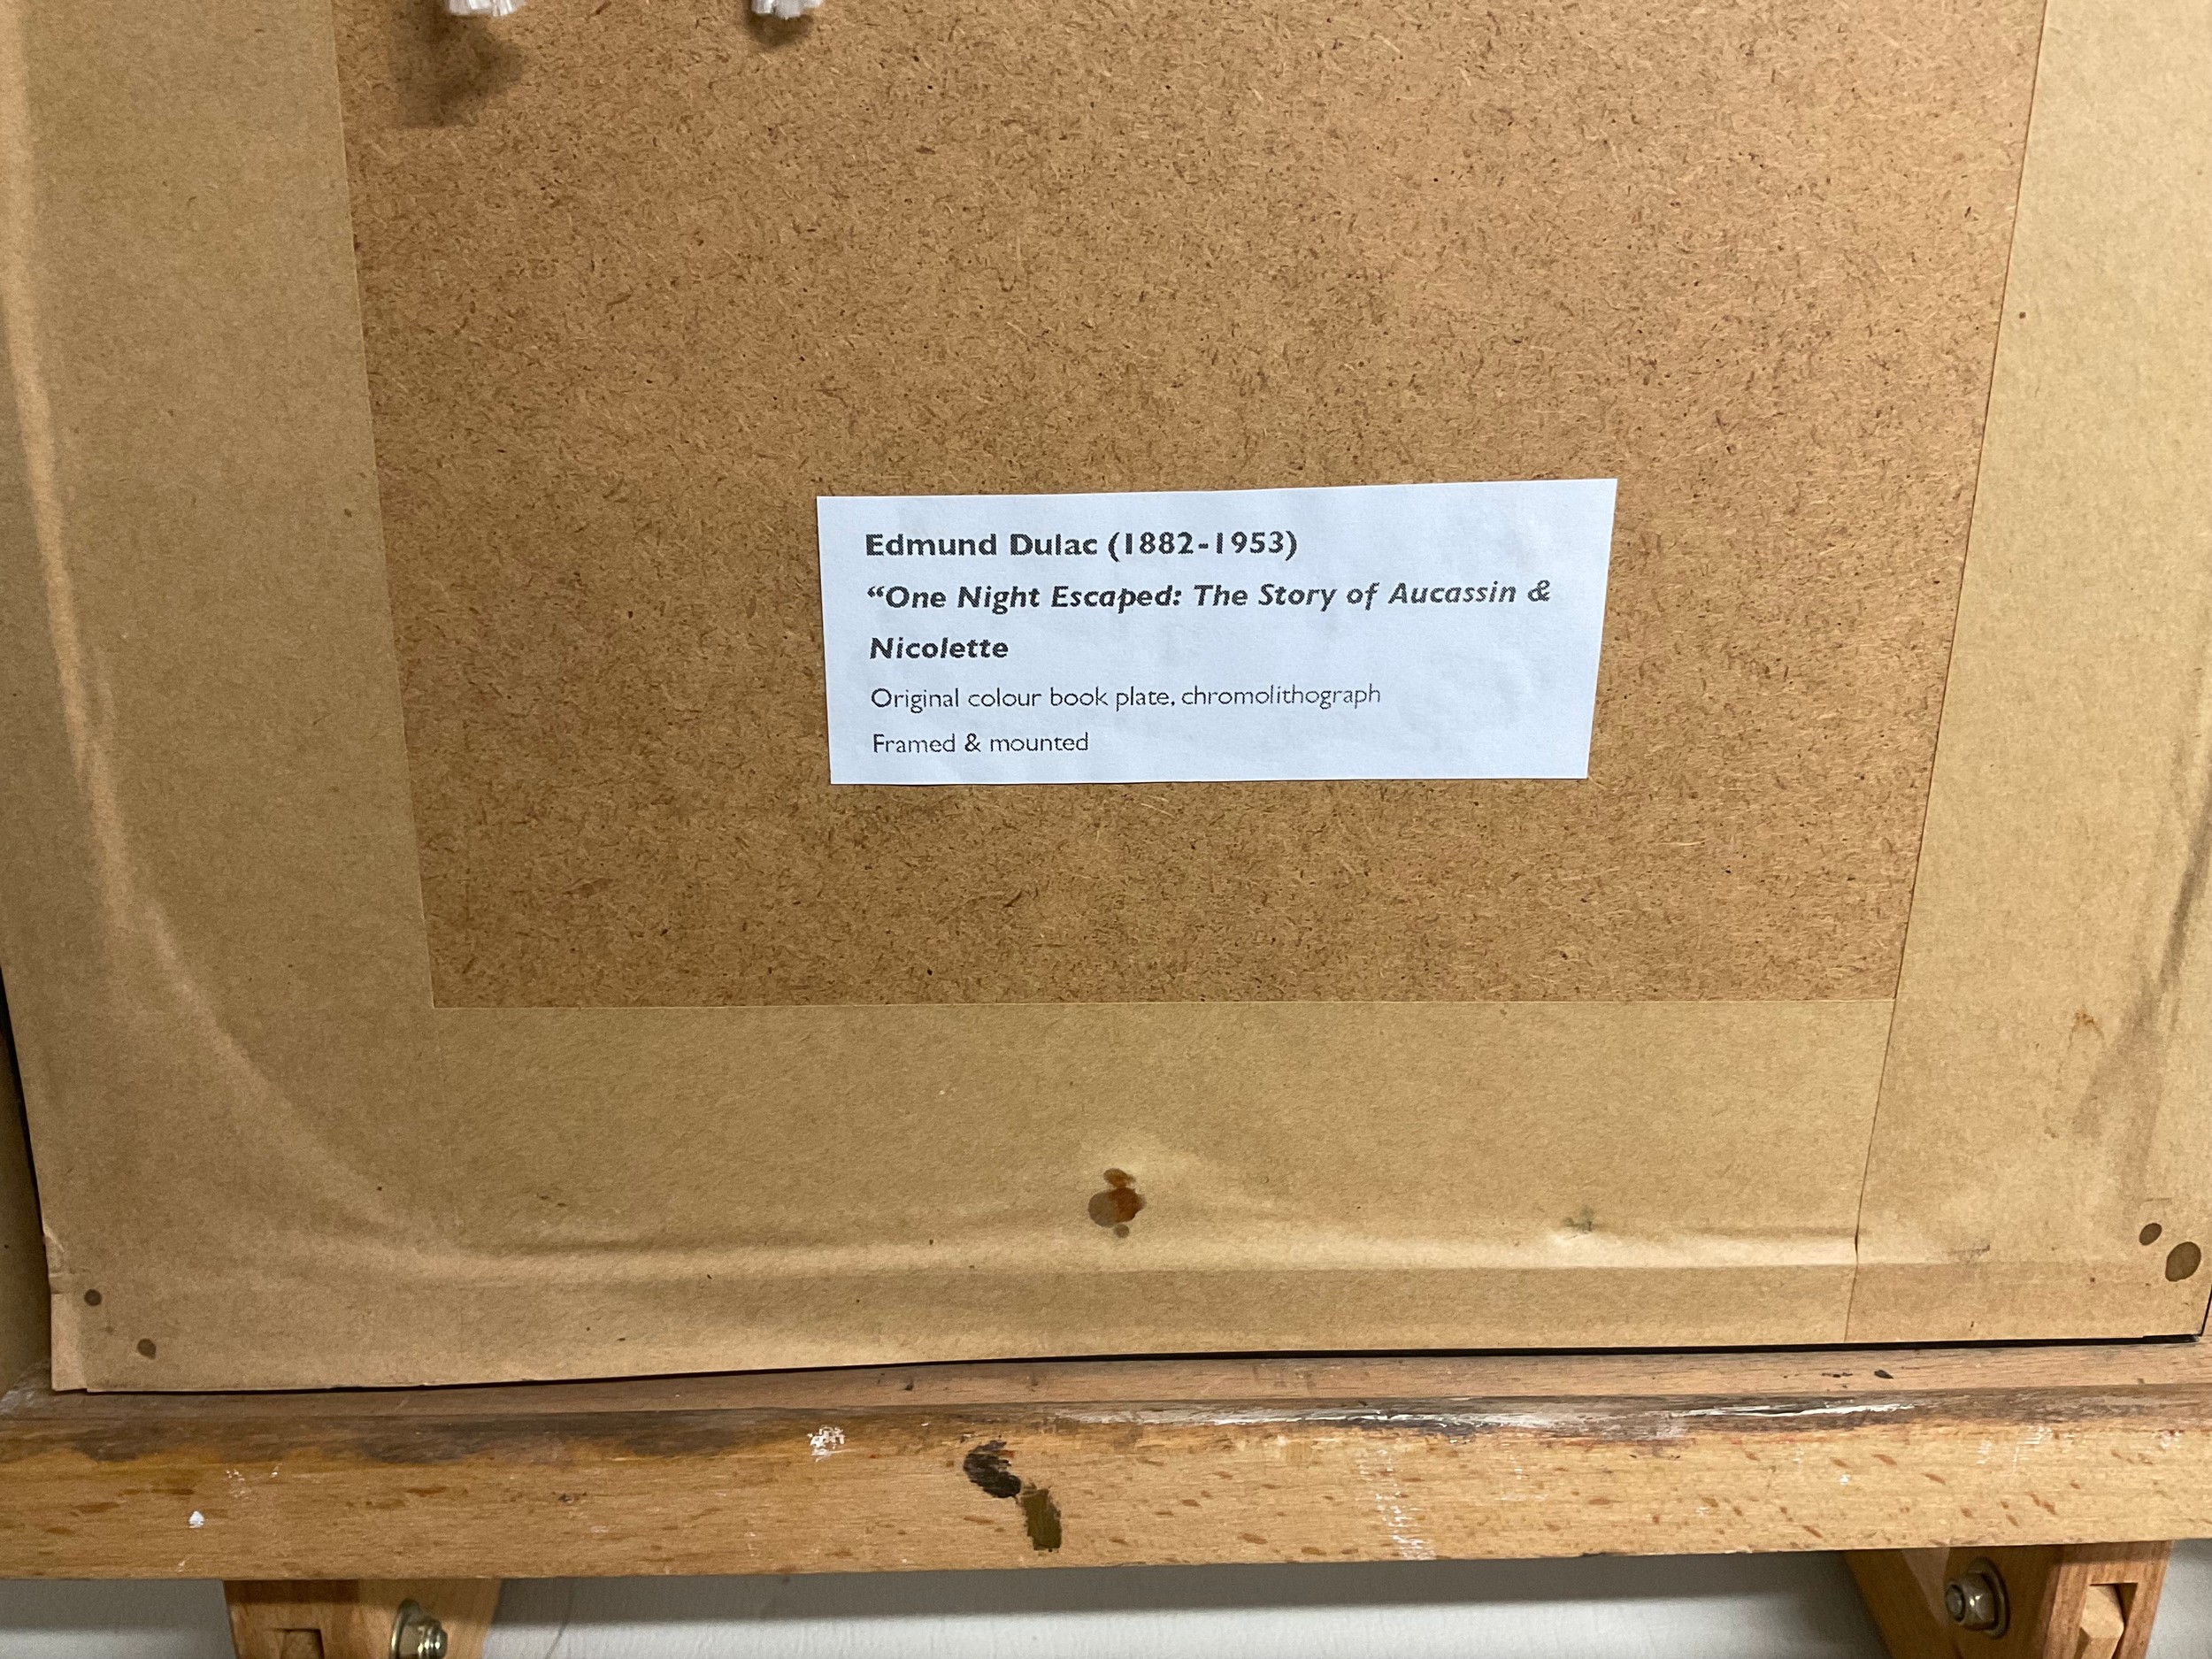 Edmund Dulac (1882-1953)
“One Night Escaped: The Story of Aucassin &
Nicolette
Original colour book plate, chromolithograph
Framed & mounted